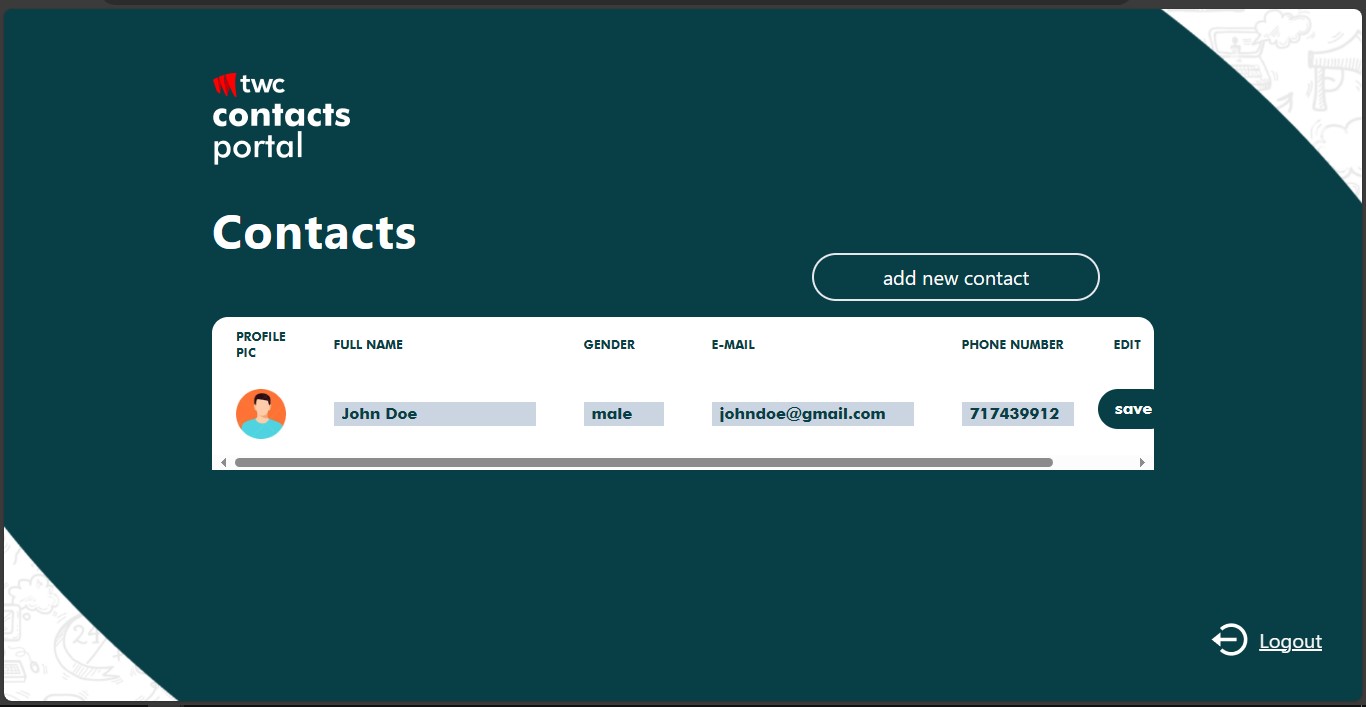 twc
contacts
portal
Contacts
add new contact
PROFILE PIC
FULL NAME
GENDER
E-MAIL
PHONE NUMBER
EDIT
John Doe
male
johndoe@gmail.com
717439912
save
24
Logout